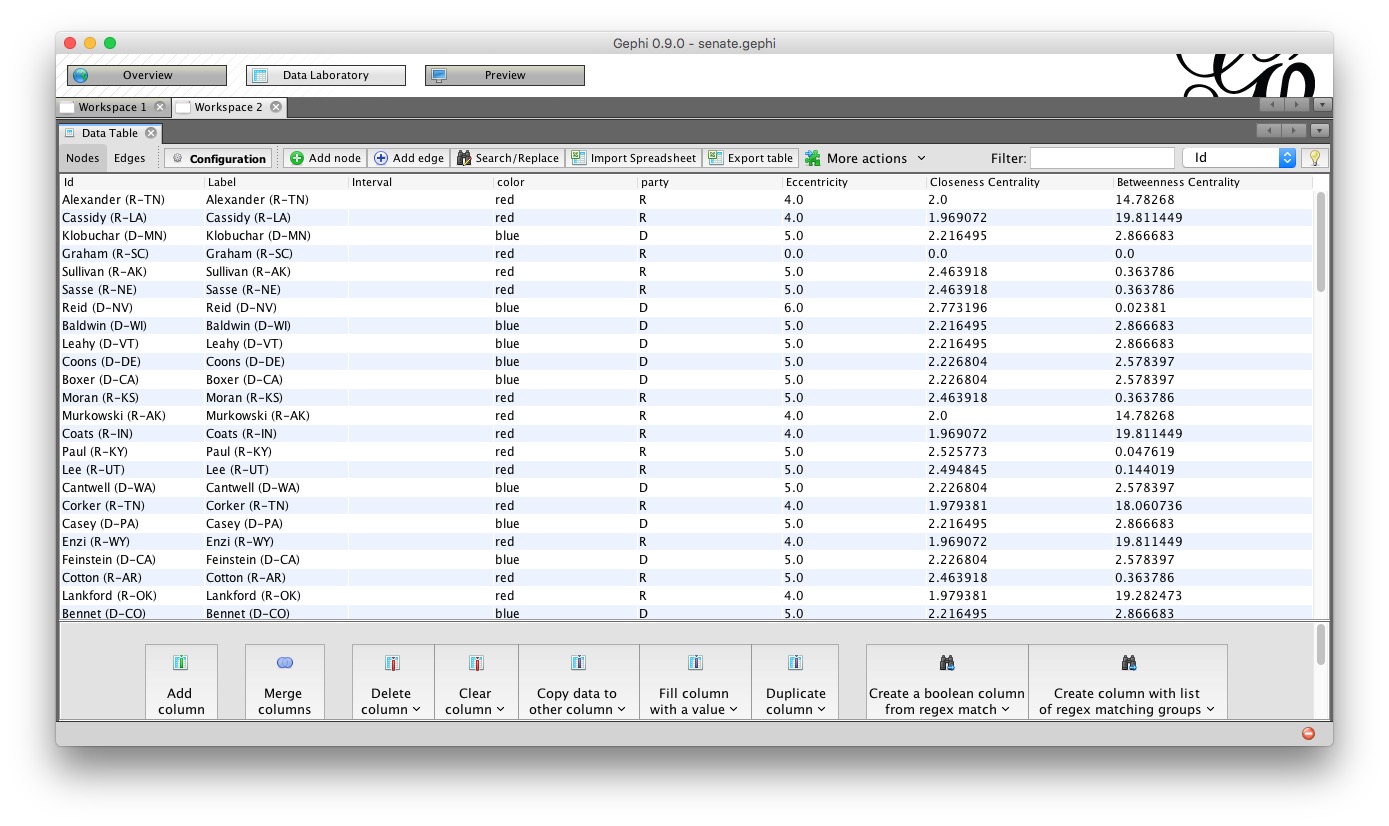 Gephi 0.9.0 - senate.gephi
Overview Data Laboratory Preview
Workspace 1 Workspace 2
Data Table
Nodes Edges Configuration Add node Add edge Search/Replace Import Spreadsheet Export table More actions Filter: Id
Id Label Interval color party Eccentricity Closeness Centrality Betweenness Centrality
Alexander (R-TN) Alexander (R-TN) red R 4.0 2.0 14.78268
Cassidy (R-LA) Cassidy (R-LA) red R 4.0 1.969072 19.811449
Klobuchar (D-MN) Klobuchar (D-MN) blue D 5.0 2.216495 2.866683
Graham (R-SC) Graham (R-SC) red R 0.0 0.0 0.0
Sullivan (R-AK) Sullivan (R-AK) red R 5.0 2.463918 0.363786
Sasse (R-NE) Sasse (R-NE) red R 5.0 2.463918 0.363786
Reid (D-NV) Reid (D-NV) blue D 6.0 2.773196 0.02381
Baldwin (D-WI) Baldwin (D-WI) blue D 5.0 2.216495 2.866683
Leahy (D-VT) Leahy (D-VT) blue D 5.0 2.216495 2.866683
Coons (D-DE) Coons (D-DE) blue D 5.0 2.226804 2.578397
Boxer (D-CA) Boxer (D-CA) blue D 5.0 2.226804 2.578397
Moran (R-KS) Moran (R-KS) red R 5.0 2.463918 0.363786
Murkowski (R-AK) Murkowski (R-AK) red R 4.0 2.0 14.78268
Coats (R-IN) Coats (R-IN) red R 4.0 1.969072 19.811449
Paul (R-KY) Paul (R-KY) red R 5.0 2.525773 0.047619
Lee (R-UT) Lee (R-UT) red R 5.0 2.494845 0.144019
Cantwell (D-WA) Cantwell (D-WA) blue D 5.0 2.226804 2.578397
Corker (R-TN) Corker (R-TN) red R 4.0 1.979381 18.060736
Casey (D-PA) Casey (D-PA) blue D 5.0 2.216495 2.866683
Enzi (R-WY) Enzi (R-WY) red R 4.0 1.969072 19.811449
Feinstein (D-CA) Feinstein (D-CA) blue D 5.0 2.226804 2.578397
Cotton (R-AR) Cotton (R-AR) red R 5.0 2.463918 0.363786
Lankford (R-OK) Lankford (R-OK) red R 4.0 1.979381 19.282473
Bennet (D-CO) Bennet (D-CO) blue D 5.0 2.216495 2.866683
Add Merge Delete Clear Copy data to Fill column Duplicate Create a boolean column Create column with list
column columns column column other column with a value column from regex match of regex matching groups